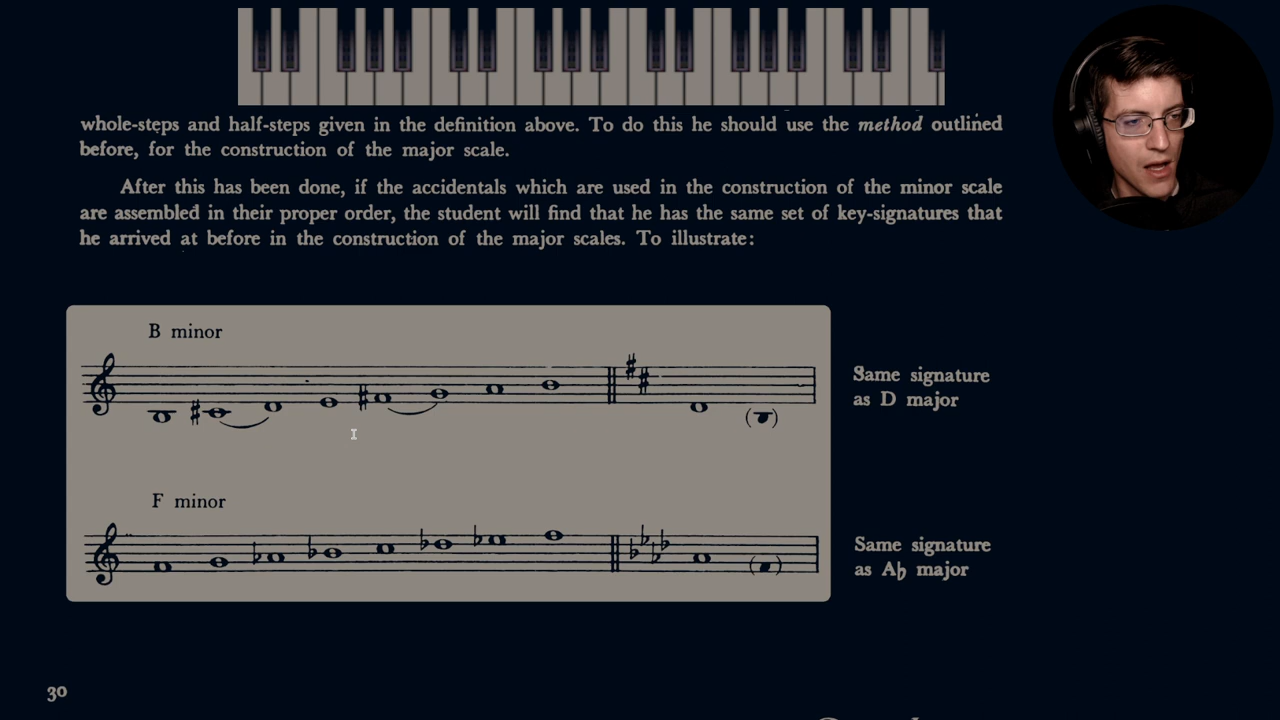 whole-steps and half-steps given in the definition above. To do this he should use the method outlined
before, for the construction of the major scale.
After this has been done, if the accidentals which are used in the construction of the minor scale
are assembled in their proper order, the student will find that he has the same set of key-signatures that
he arrived at before in the construction of the major scales. To illustrate:
B minor
Same signature
as D major
F minor
Same signature
as A♭ major
30